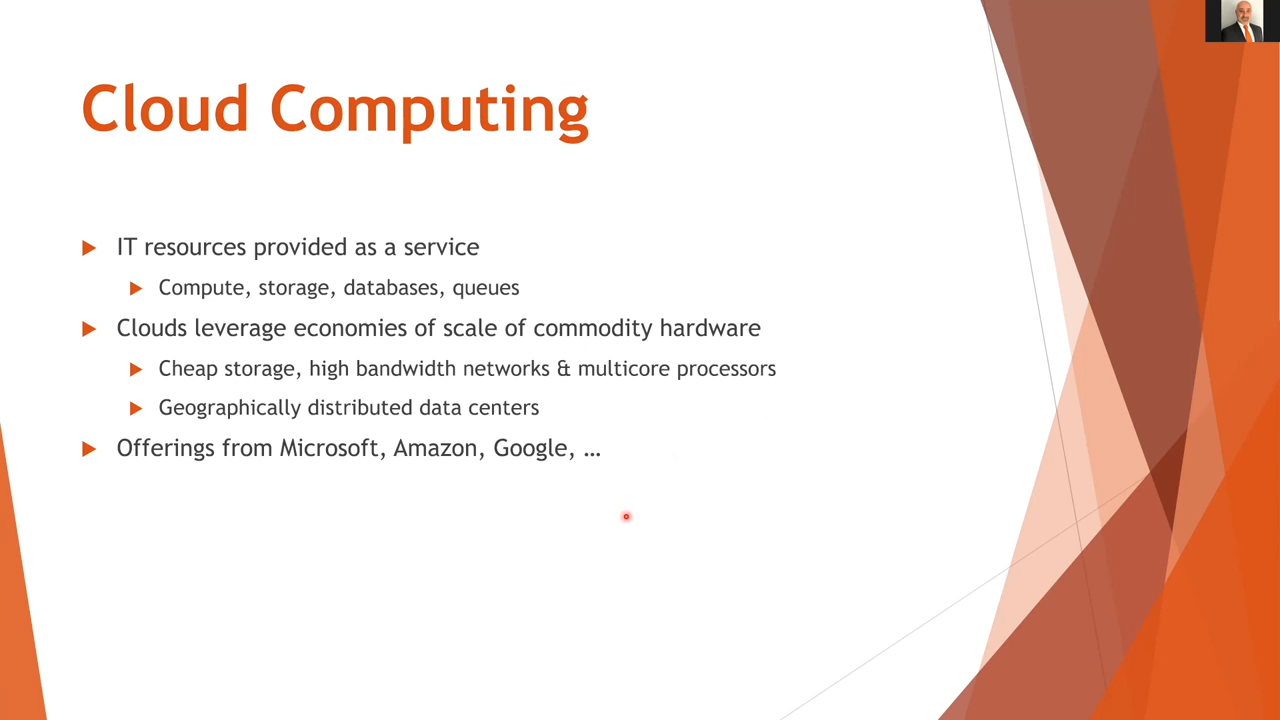 Cloud Computing
IT resources provided as a service
Compute, storage, databases, queues
Clouds leverage economies of scale of commodity hardware
Cheap storage, high bandwidth networks & multicore processors
Geographically distributed data centers
Offerings from Microsoft, Amazon, Google, …